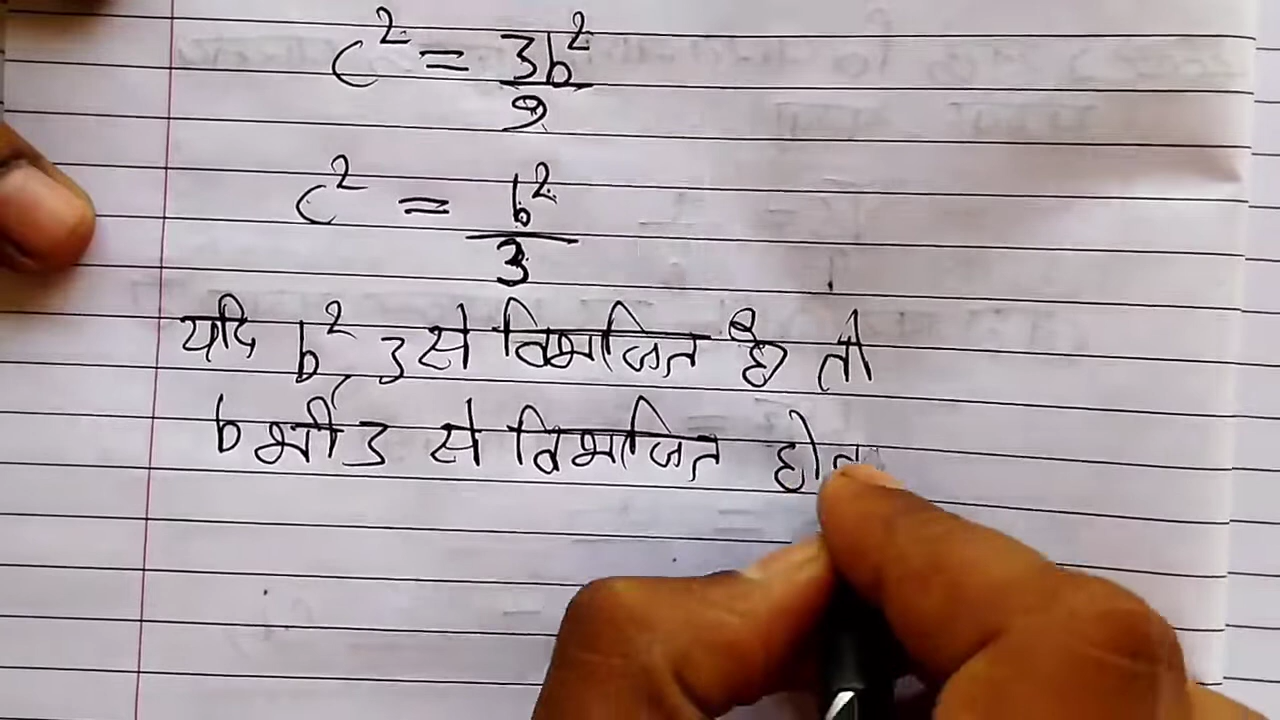 c² = 3b²
9
c² = b²
3
यदि b² 3 से विभाजित है तो
b भी 3 से विभाजित